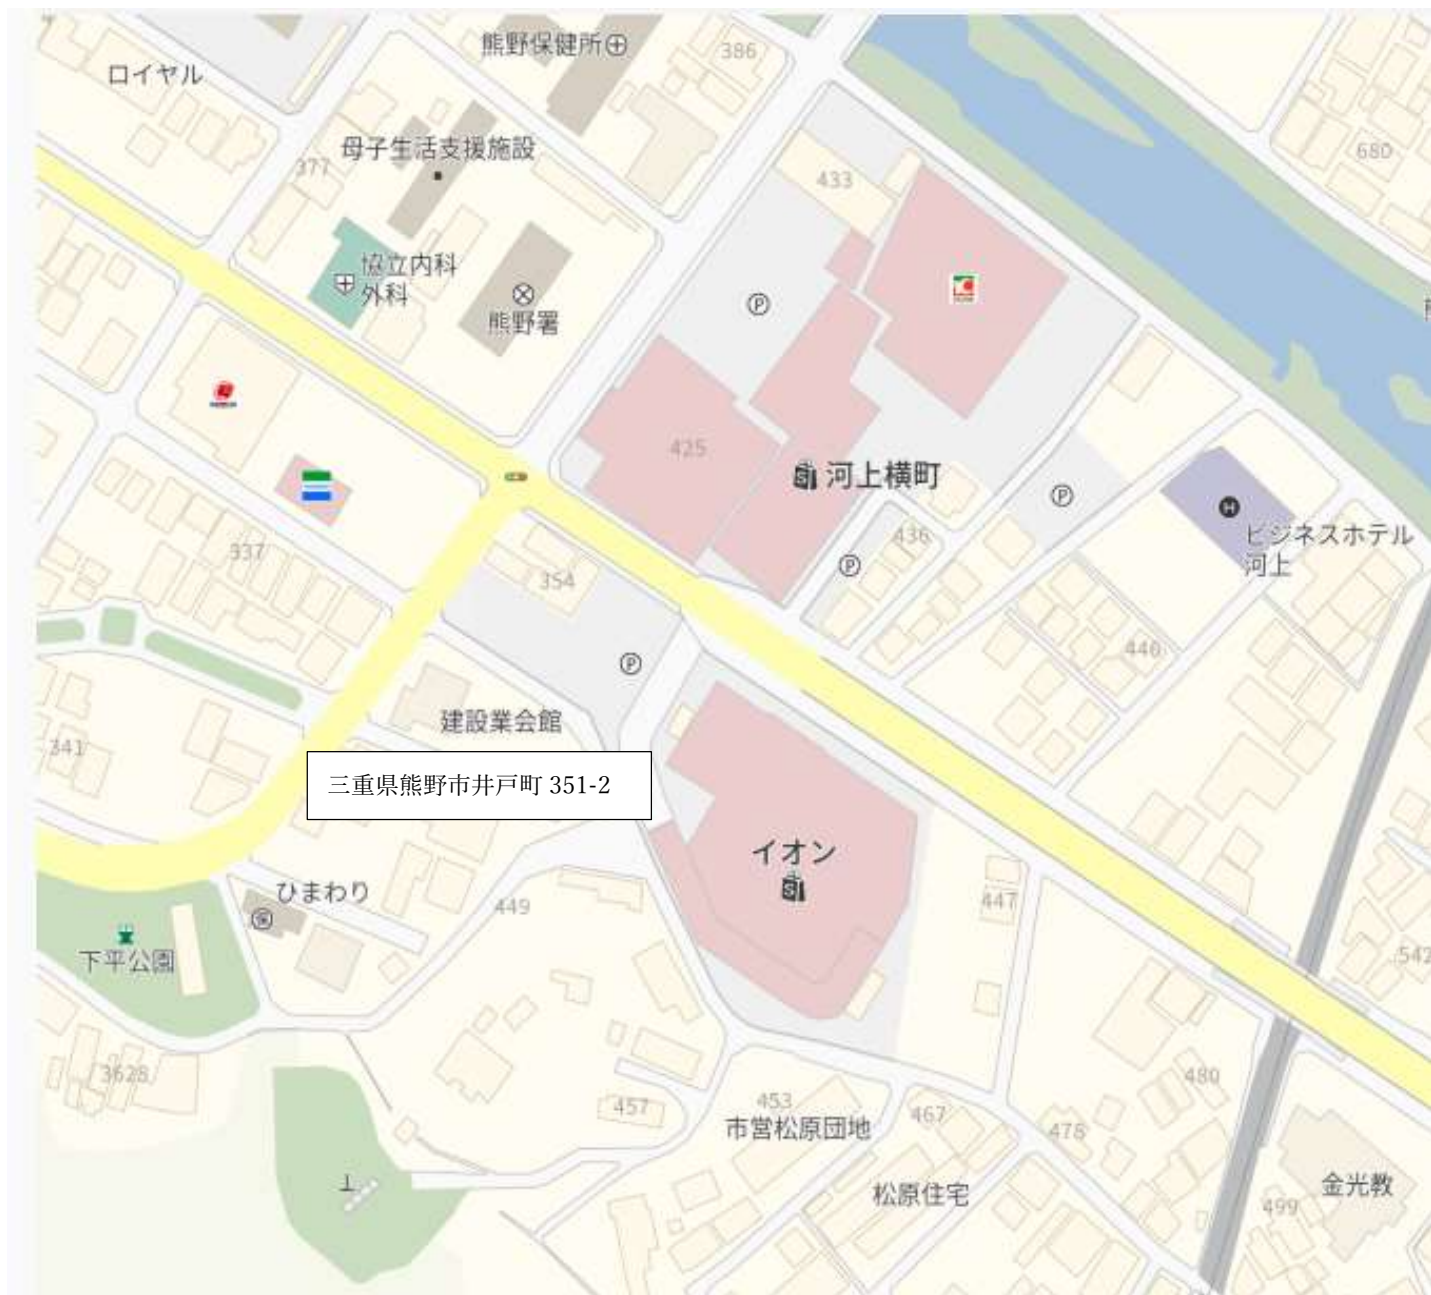 熊野保健所
386
ロイヤル
母子生活支援施設
377
680
433
協立内科
外科
熊野署
425
河上横町
436
ビジネスホテル
河上
337
354
446
建設業会館
341
三重県熊野市井戸町 351-2
イオン
ひまわり
449
447
下平公園
542
3628
457
453
市営松原団地
467
478
480
松原住宅
金光教
499